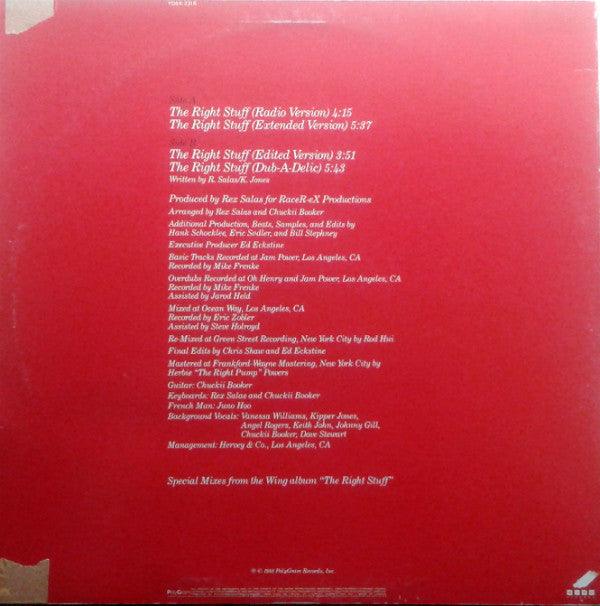 Side A
The Right Stuff (Radio Version) 4:15
The Right Stuff (Extended Version) 5:37
Side B
The Right Stuff (Edited Version) 3:51
The Right Stuff (Dub-A-Delic) 5:43
Written by R. Salas/K. Jones
Produced by Rex Salas for RaceR-eX Productions
Arranged by Rex Salas and Chuckii Booker
Additional Production, Beats, Samples, and Edits by
Hank Schocklee, Eric Sadler, and Bill Stephney
Executive Producer Ed Eckstine
Basic Tracks Recorded at Jam Power, Los Angeles, CA
Recorded by Mike Frenke
Overdubs Recorded at Oh Henry and Jam Power, Los Angeles, CA
Recorded by Mike Frenke
Assisted by Jarod Held
Mixed at Ocean Way, Los Angeles, CA
Recorded by Eric Zobler
Assisted by Steve Holroyd
Re-Mixed at Green Street Recording, New York City by Rod Hui
Final Edits by Chris Shaw and Ed Eckstine
Mastered at Frankford-Wayne Mastering, New York City by
Herbie "The Right Pump" Powers
Guitar: Chuckii Booker
Keyboards: Rex Salas and Chuckii Booker
French Man: Juno Hoo
Background Vocals: Vanessa Williams, Kipper Jones,
Angel Rogers, Keith John, Johnny Gill,
Chuckii Booker, Dave Stewart
Management: Hervey & Co., Los Angeles, CA
Special Mixes from the Wing album "The Right Stuff"
℗ © 1988 PolyGram Records, Inc.
PolyGram